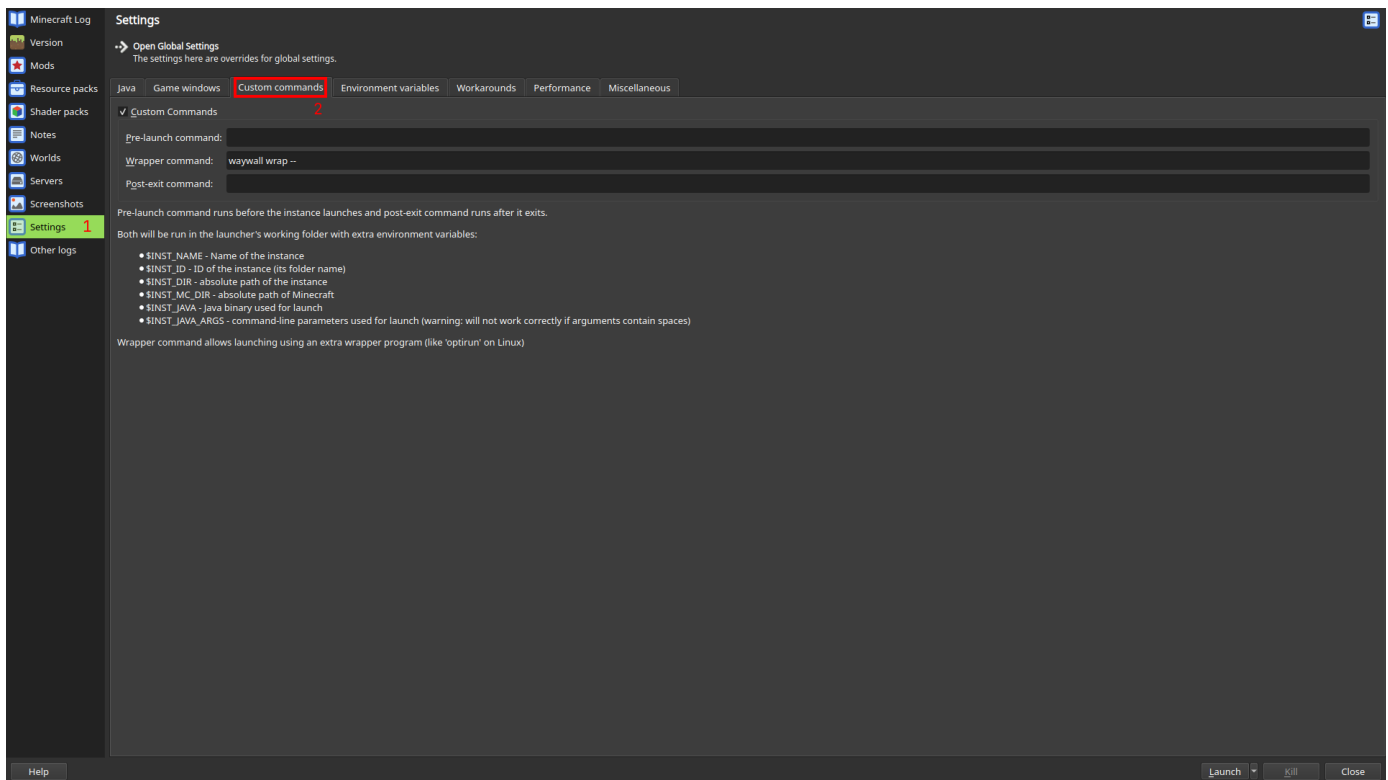 Minecraft Log
Version
Mods
Resource packs
Shader packs
Notes
Worlds
Servers
Screenshots
Settings 1
Other logs
Settings
Open Global Settings
The settings here are overrides for global settings.
Java Game windows Custom commands Environment variables Workarounds Performance Miscellaneous
2
Custom Commands
Pre-launch command:
Wrapper command: waywall wrap --
Post-exit command:
Pre-launch command runs before the instance launches and post-exit command runs after it exits.
Both will be run in the launcher's working folder with extra environment variables:
• $INST_NAME - Name of the instance
• $INST_ID - ID of the instance (its folder name)
• $INST_DIR - absolute path of the instance
• $INST_MC_DIR - absolute path of Minecraft
• $INST_JAVA - Java binary used for launch
• $INST_JAVA_ARGS - command-line parameters used for launch (warning: will not work correctly if arguments contain spaces)
Wrapper command allows launching using an extra wrapper program (like 'optirun' on Linux)
Help
Launch Kill Close